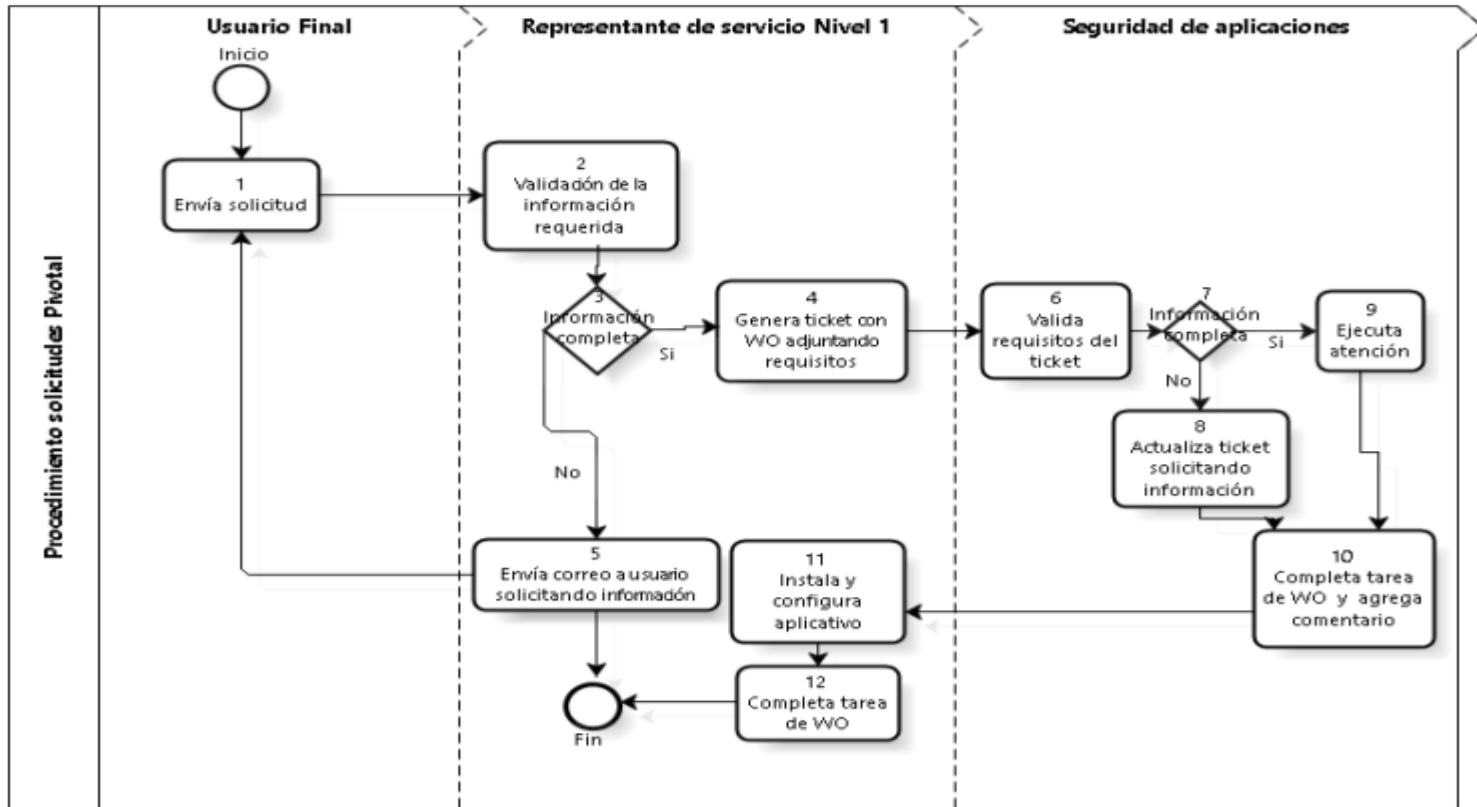 Usuario Final
Representante de servicio Nivel 1
Seguridad de aplicaciones
Procedimiento solicitudes Pivotal
Inicio
1
Envía solicitud
2
Validación de la
información
requerida
3
Información
completa
Si
No
4
Genera ticket con
WO adjuntando
requisitos
5
Envía correo a usuario
solicitando información
6
Valida
requisitos del
ticket
7
Información
completa
Si
No
8
Actualiza ticket
solicitando
información
9
Ejecuta
atención
10
Completa tarea
de WO y agrega
comentario
11
Instala y
configura
aplicativo
12
Completa tarea
de WO
Fin